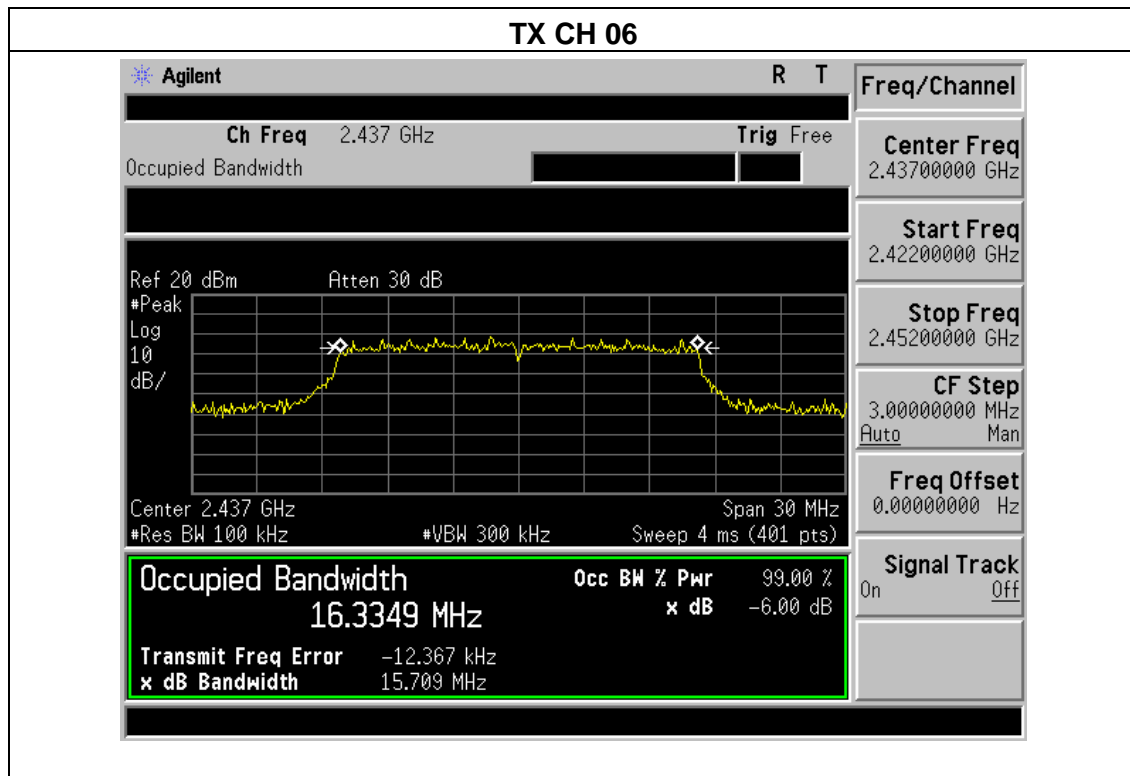 TX CH 06
Agilent R T
Freq/Channel
Ch Freq 2.437 GHz Trig Free
Occupied Bandwidth
Center Freq
2.43700000 GHz
Start Freq
2.42200000 GHz
Ref 20 dBm Atten 30 dB
#Peak
Log
10
dB/
Stop Freq
2.45200000 GHz
CF Step
3.00000000 MHz
Auto Man
Freq Offset
0.00000000 Hz
Center 2.437 GHz Span 30 MHz
#Res BW 100 kHz #VBW 300 kHz Sweep 4 ms (401 pts)
Signal Track
On Off
Occupied Bandwidth Occ BW % Pwr 99.00 %
16.3349 MHz x dB -6.00 dB
Transmit Freq Error -12.367 kHz
x dB Bandwidth 15.709 MHz